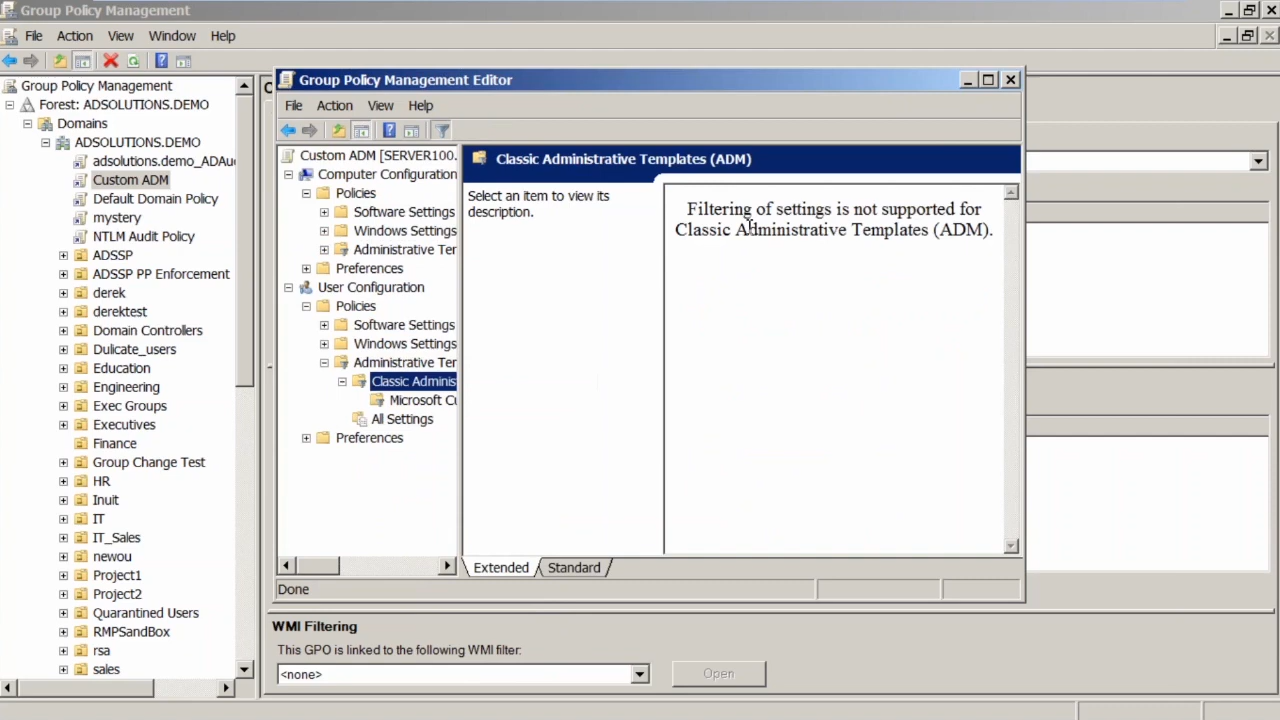 Group Policy Management
File Action View Window Help
Group Policy Management
Forest: ADSOLUTIONS.DEMO
Domains
ADSOLUTIONS.DEMO
adsolutions.demo_ADAu
Custom ADM
Default Domain Policy
mystery
NTLM Audit Policy
ADSSP
ADSSP PP Enforcement
derek
derektest
Domain Controllers
Dulicate_users
Education
Engineering
Exec Groups
Executives
Finance
Group Change Test
HR
Inuit
IT
IT_Sales
newou
Project1
Project2
Quarantined Users
RMPSandBox
rsa
sales
Group Policy Management Editor
File Action View Help
Custom ADM [SERVER100.
Computer Configuration
Policies
Software Settings
Windows Settings
Administrative Ter
Preferences
User Configuration
Policies
Software Settings
Windows Settings
Administrative Ter
Classic Adminis
Microsoft Cu
All Settings
Preferences
Classic Administrative Templates (ADM)
Select an item to view its
description.
Filtering of settings is not supported for
Classic Administrative Templates (ADM).
Extended Standard
Done
WMI Filtering
This GPO is linked to the following WMI filter:
<none> Open